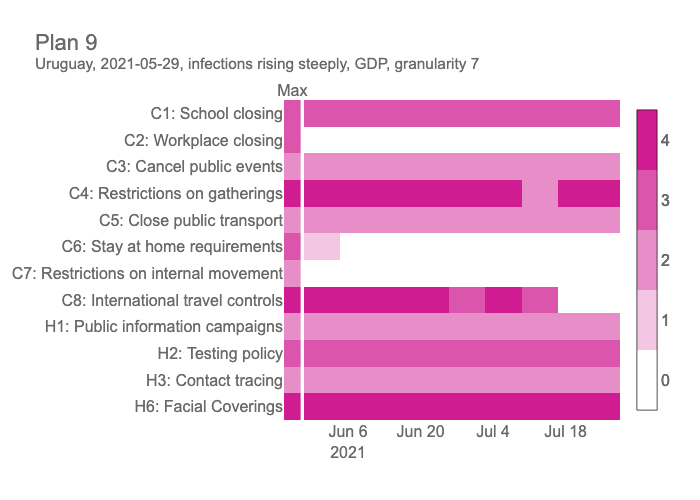 Plan 9
Uruguay, 2021-05-29, infections rising steeply, GDP, granularity 7
Max
C1: School closing
C2: Workplace closing
C3: Cancel public events
C4: Restrictions on gatherings
C5: Close public transport
C6: Stay at home requirements
C7: Restrictions on internal movement
C8: International travel controls
H1: Public information campaigns
H2: Testing policy
H3: Contact tracing
H6: Facial Coverings
4
3
2
1
0
Jun 6
2021
Jun 20
Jul 4
Jul 18